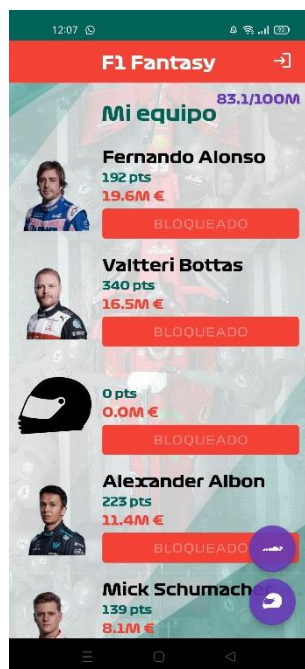 12:07
F1 Fantasy
83.1/100M
Mi equipo
Fernando Alonso
192 pts
19.6M €
BLOQUEADO
Valtteri Bottas
340 pts
16.5M €
BLOQUEADO
0 pts
0.0M €
BLOQUEADO
Alexander Albon
223 pts
11.4M €
BLOQUEADO
Mick Schumacher
139 pts
8.1M €